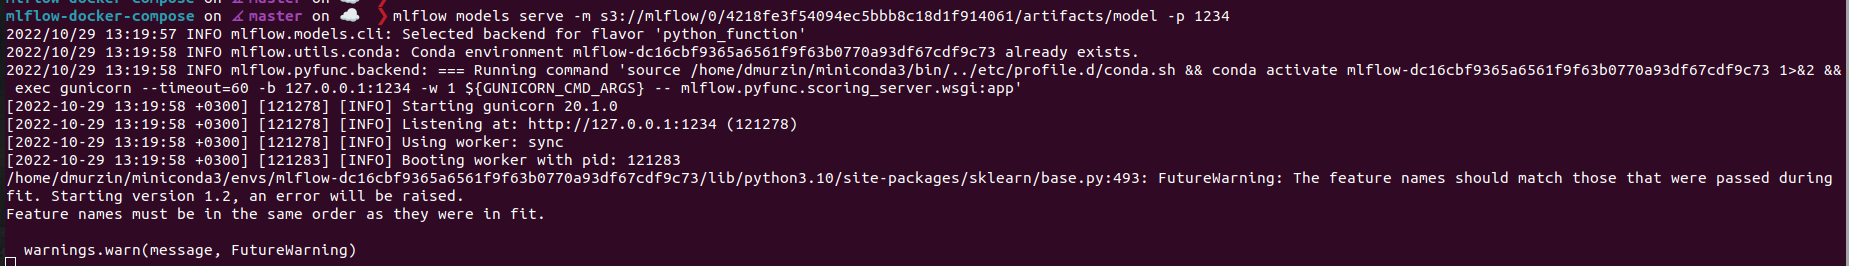 mlflow-docker-compose on master on
mlflow-docker-compose on master on ❯mlflow models serve -m s3://mlflow/0/4218fe3f54094ec5bbb8c18d1f914061/artifacts/model -p 1234
2022/10/29 13:19:57 INFO mlflow.models.cli: Selected backend for flavor 'python_function'
2022/10/29 13:19:58 INFO mlflow.utils.conda: Conda environment mlflow-dc16cbf9365a6561f9f63b0770a93df67cdf9c73 already exists.
2022/10/29 13:19:58 INFO mlflow.pyfunc.backend: === Running command 'source /home/dmurzin/miniconda3/bin/../etc/profile.d/conda.sh && conda activate mlflow-dc16cbf9365a6561f9f63b0770a93df67cdf9c73 1>&2 &&
exec gunicorn --timeout=60 -b 127.0.0.1:1234 -w 1 ${GUNICORN_CMD_ARGS} -- mlflow.pyfunc.scoring_server.wsgi:app'
[2022-10-29 13:19:58 +0300] [121278] [INFO] Starting gunicorn 20.1.0
[2022-10-29 13:19:58 +0300] [121278] [INFO] Listening at: http://127.0.0.1:1234 (121278)
[2022-10-29 13:19:58 +0300] [121278] [INFO] Using worker: sync
[2022-10-29 13:19:58 +0300] [121283] [INFO] Booting worker with pid: 121283
/home/dmurzin/miniconda3/envs/mlflow-dc16cbf9365a6561f9f63b0770a93df67cdf9c73/lib/python3.10/site-packages/sklearn/base.py:493: FutureWarning: The feature names should match those that were passed during
fit. Starting version 1.2, an error will be raised.
Feature names must be in the same order as they were in fit.
warnings.warn(message, FutureWarning)